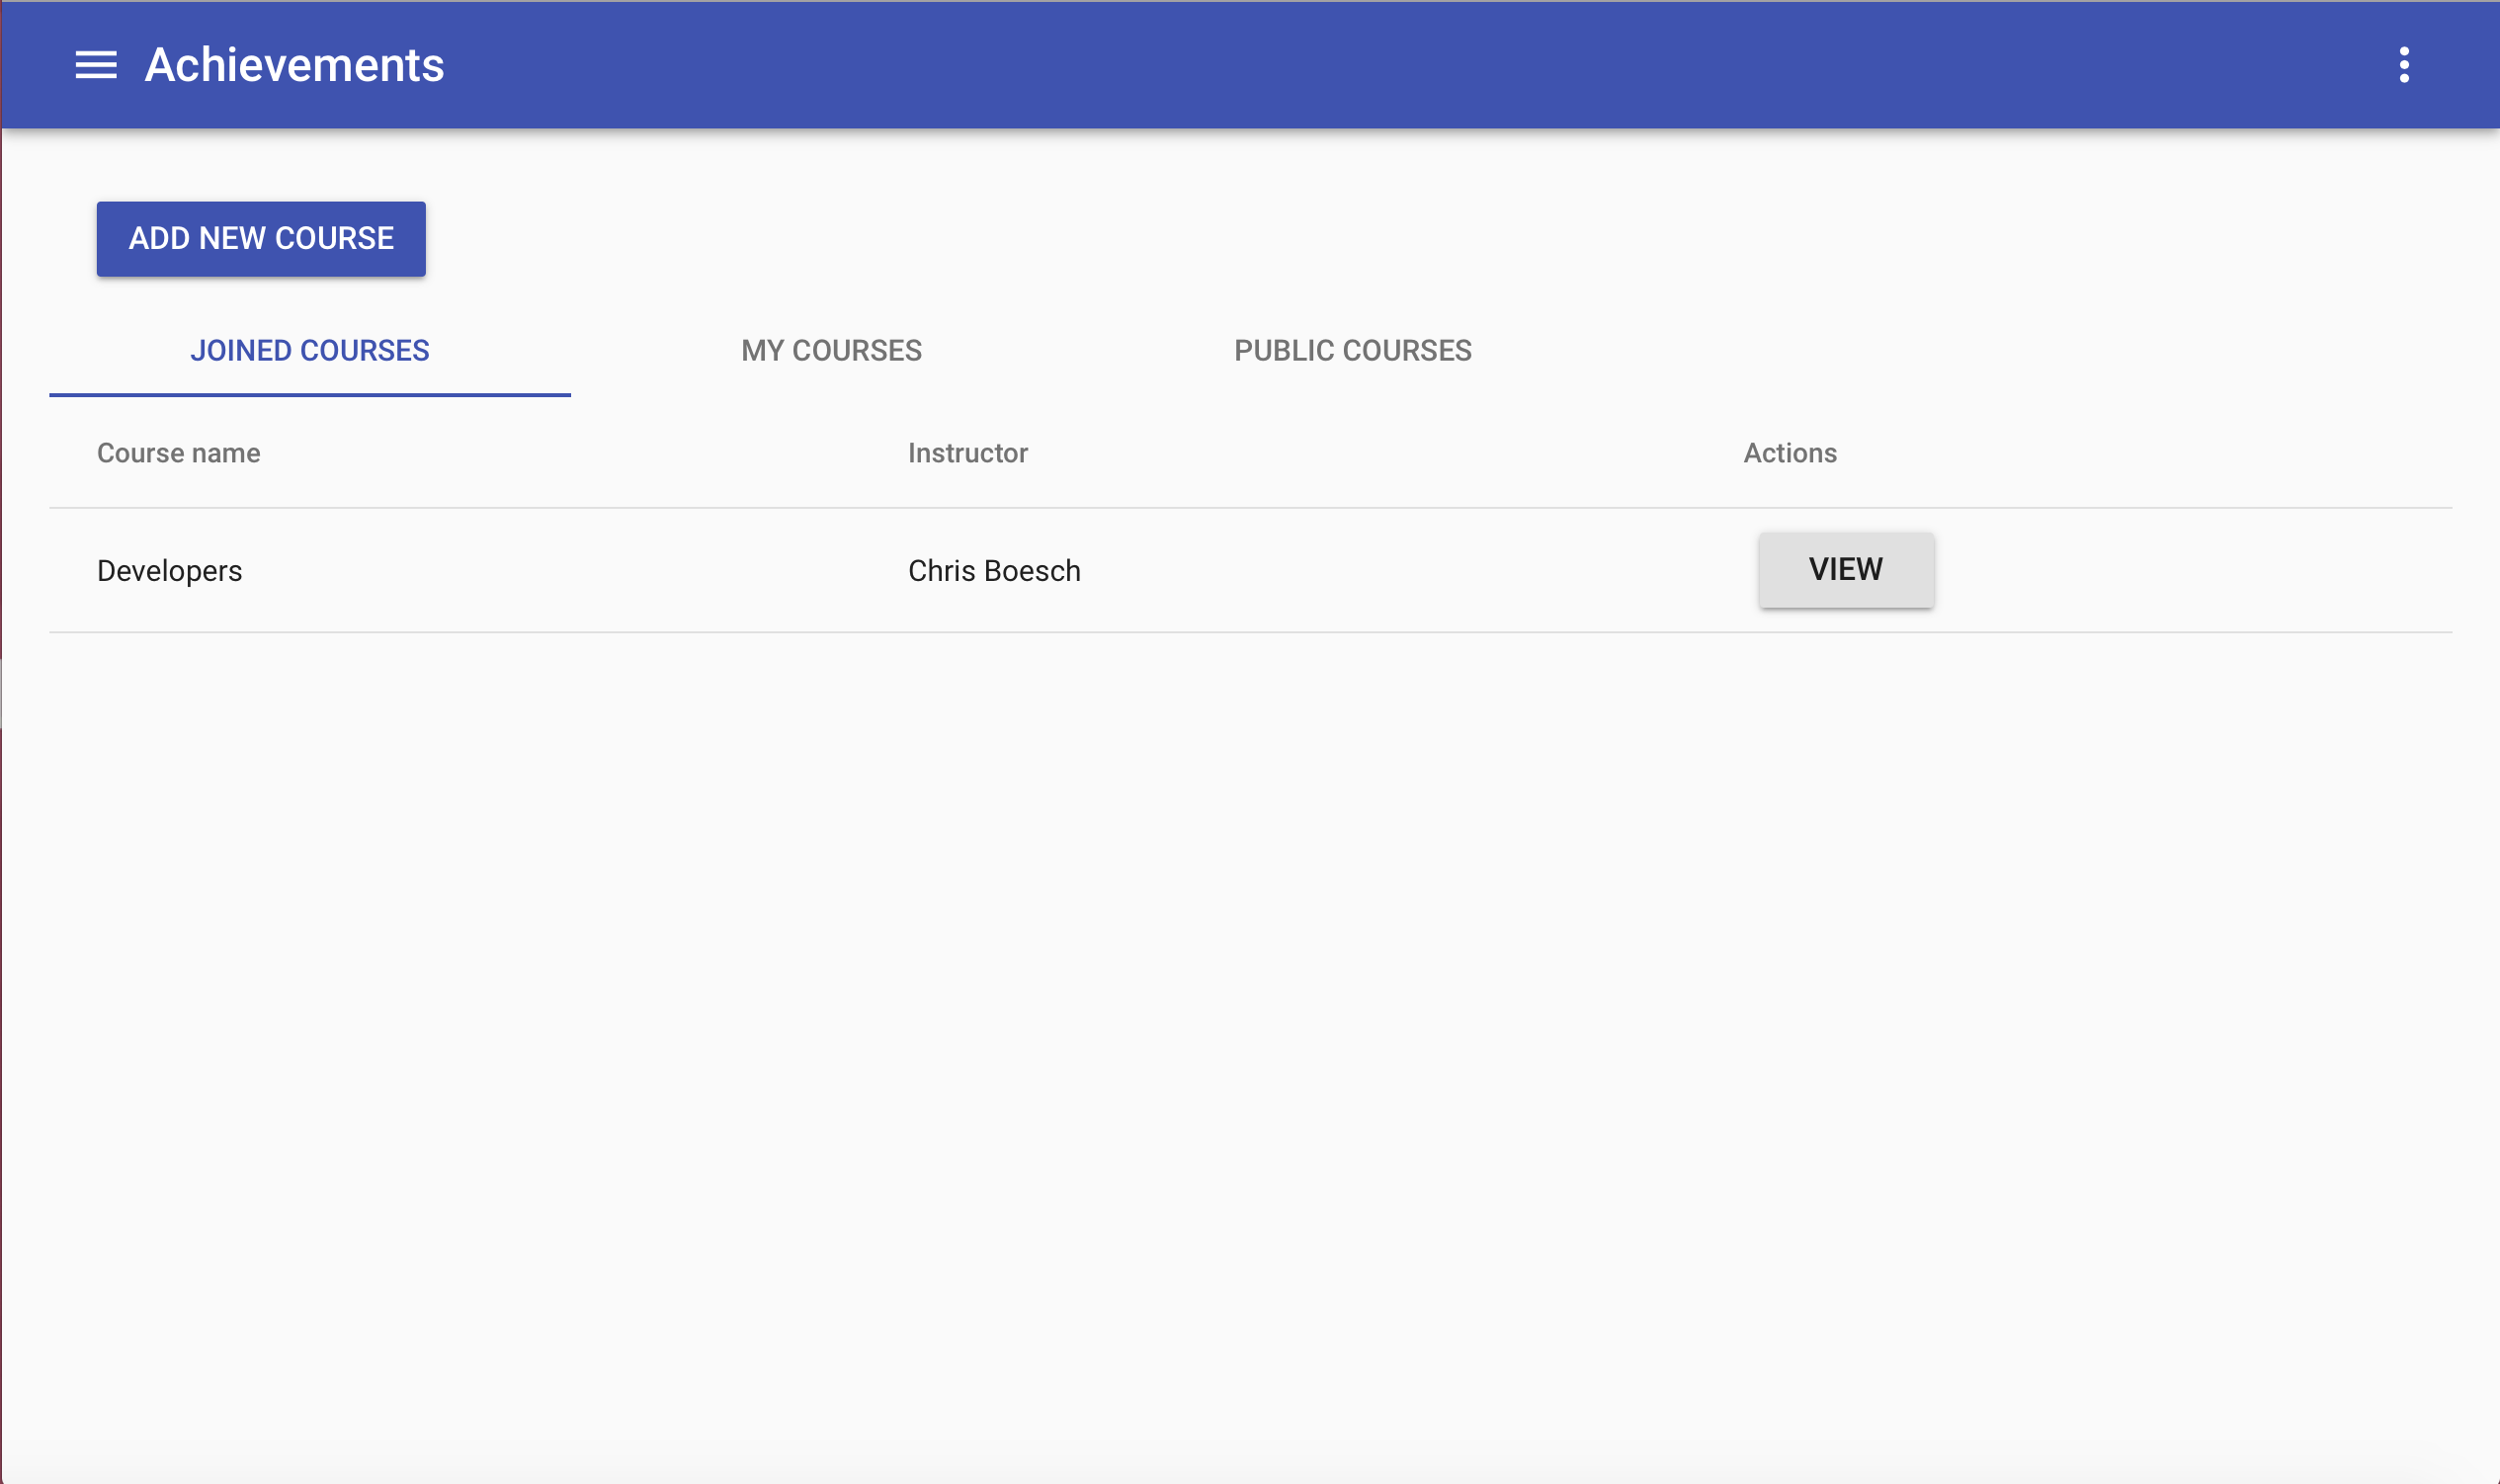 Achievements
ADD NEW COURSE
JOINED COURSES MY COURSES PUBLIC COURSES
Course name Instructor Actions
Developers Chris Boesch VIEW